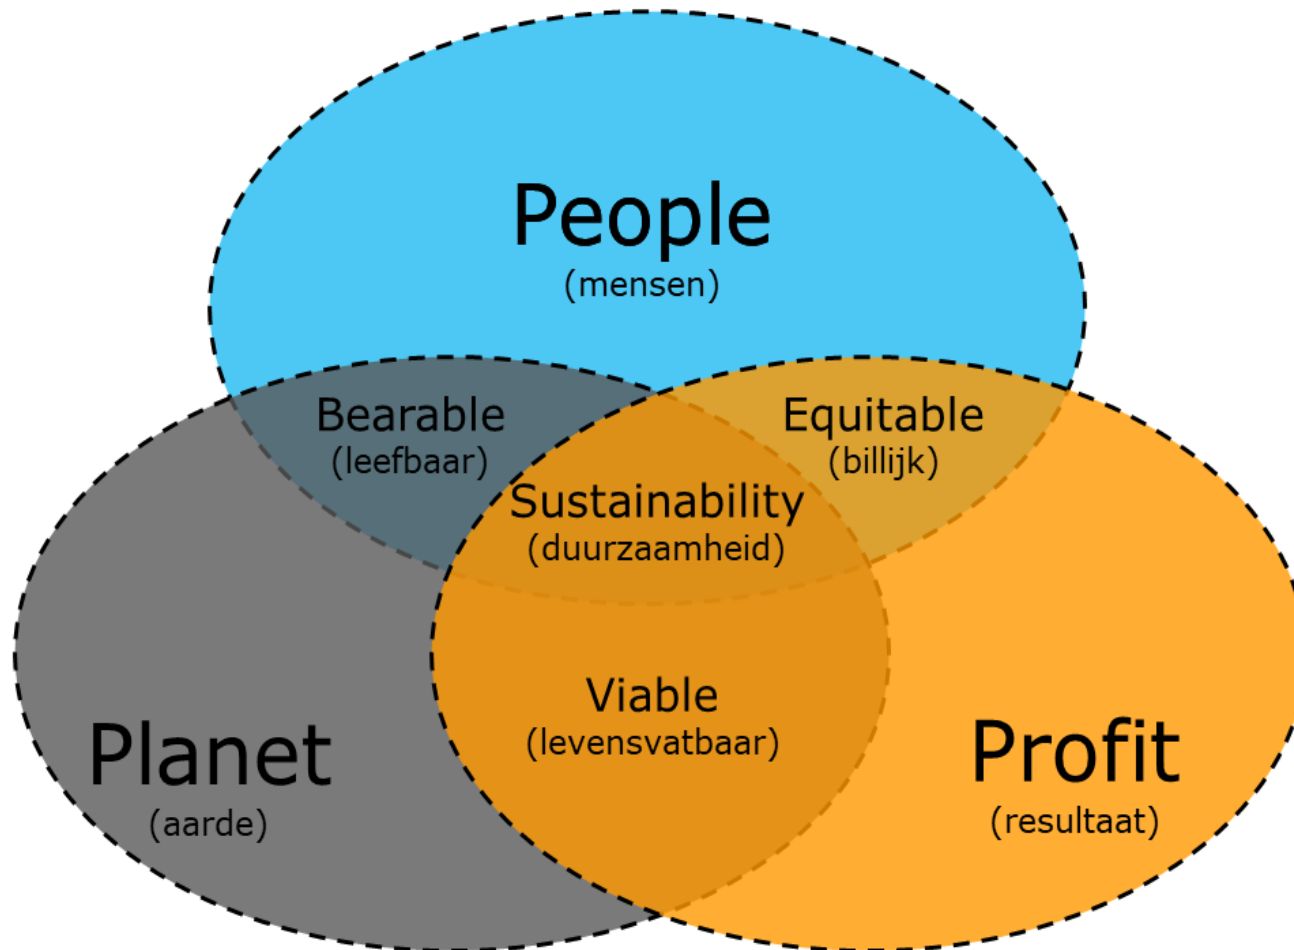 People
(mensen)
Bearable
(leefbaar)
Equitable
(billijk)
Sustainability
(duurzaamheid)
Viable
(levensvatbaar)
Planet
(aarde)
Profit
(resultaat)